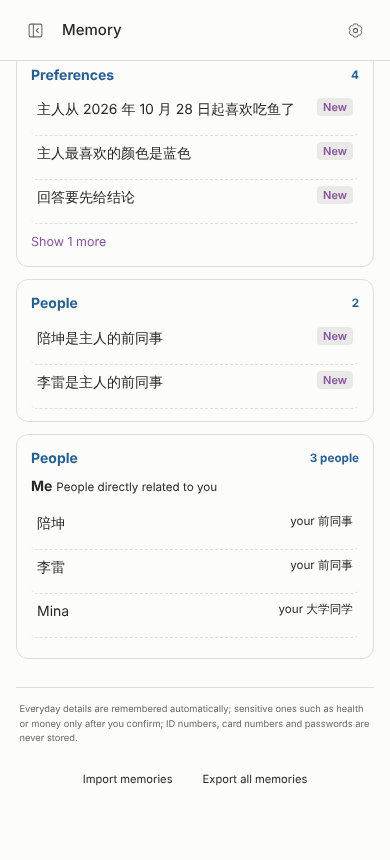 Memory
Preferences 4
主人从 2026 年 10 月 28 日起喜欢吃鱼了 New
主人最喜欢的颜色是蓝色 New
回答要先给结论 New
Show 1 more
People 2
陪坤是主人的前同事 New
李雷是主人的前同事 New
People 3 people
Me People directly related to you
陪坤 your 前同事
李雷 your 前同事
Mina your 大学同学
Everyday details are remembered automatically; sensitive ones such as health
or money only after you confirm; ID numbers, card numbers and passwords are
never stored.
Import memories Export all memories